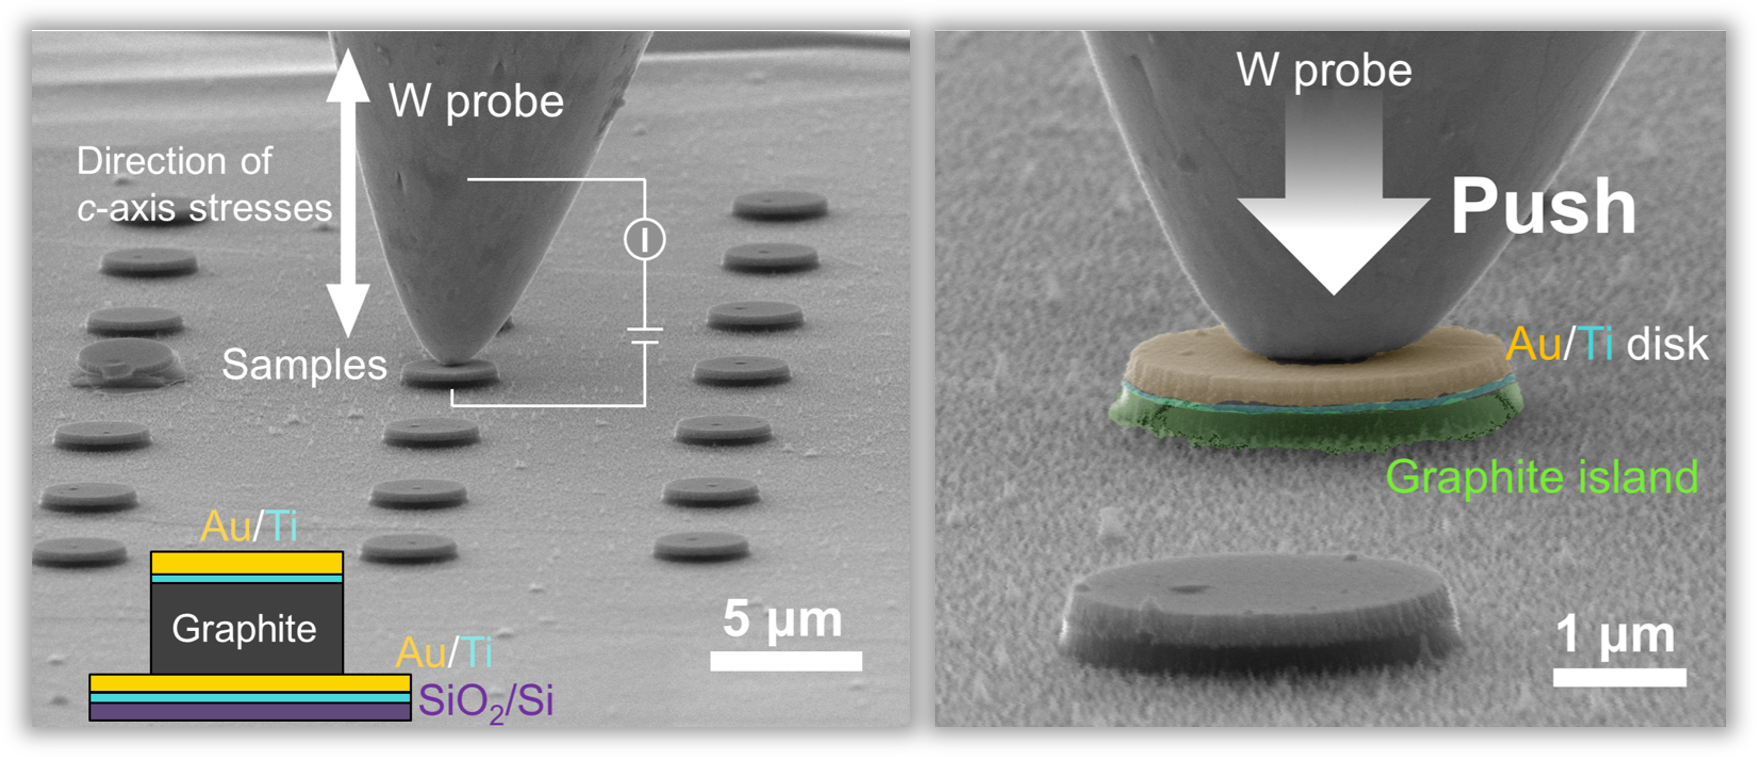 W probe
Direction of
c-axis stresses
I
Samples
Au/Ti
Graphite
Au/Ti
SiO₂/Si
5 μm
W probe
Push
Au/Ti disk
Graphite island
1 μm